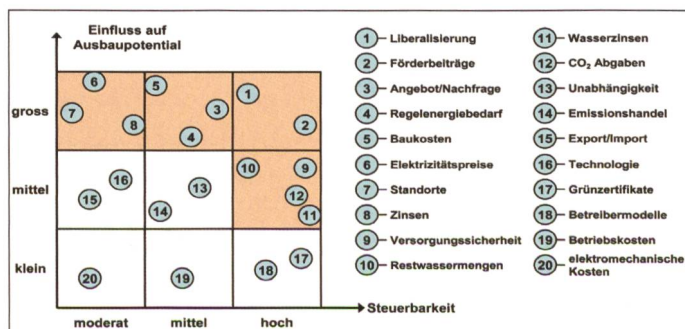 Einfluss auf
Ausbaupotential
gross
mittel
klein
6
5
1
7
3
8
4
2
10
9
16
13
12
15
14
11
20
19
18
17
moderat
mittel
hoch
Steuerbarkeit
1 Liberalisierung
2 Förderbeiträge
3 Angebot/Nachfrage
4 Regelenergiebedarf
5 Baukosten
6 Elektrizitätspreise
7 Standorte
8 Zinsen
9 Versorgungssicherheit
10 Restwassermengen
11 Wasserzinsen
12 CO₂ Abgaben
13 Unabhängigkeit
14 Emissionshandel
15 Export/Import
16 Technologie
17 Grünzertifikate
18 Betreibermodelle
19 Betriebskosten
20 elektromechanische
Kosten